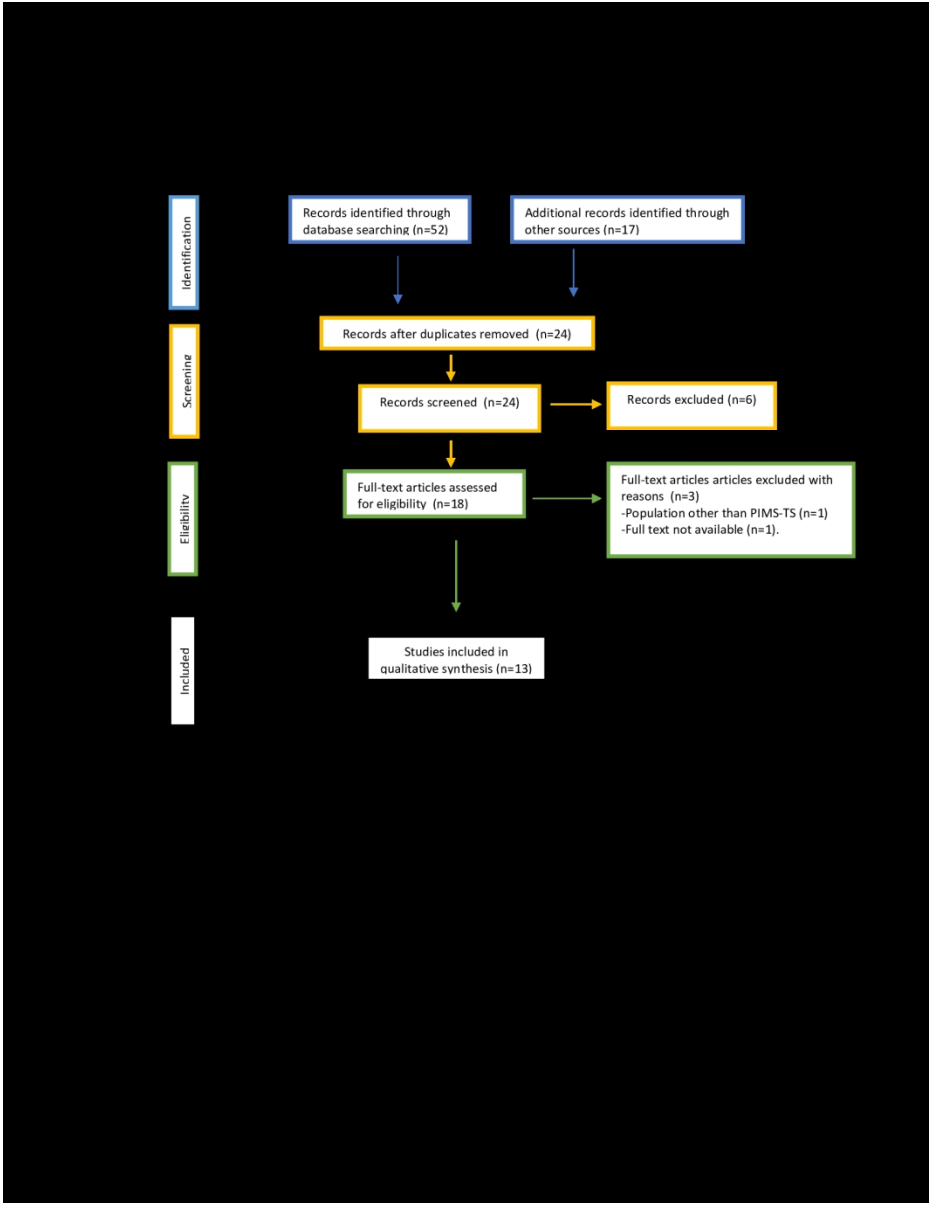 Identification
Records identified through
database searching (n=52)
Additional records identified through
other sources (n=17)
Records after duplicates removed (n=24)
Screening
Records screened (n=24)
Records excluded (n=6)
Eligibility
Full-text articles assessed
for eligibility (n=18)
Full-text articles articles excluded with
reasons (n=3)
-Population other than PIMS-TS (n=1)
-Full text not available (n=1).
Included
Studies included in
qualitative synthesis (n=13)